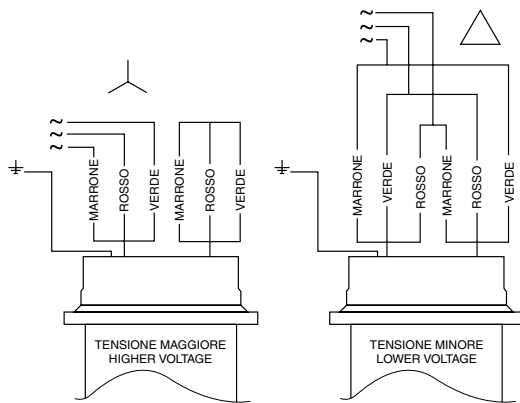 MARRONE
ROSSO
VERDE
MARRONE
ROSSO
VERDE
TENSIONE MAGGIORE
HIGHER VOLTAGE
MARRONE
VERDE
ROSSO
MARRONE
ROSSO
VERDE
TENSIONE MINORE
LOWER VOLTAGE